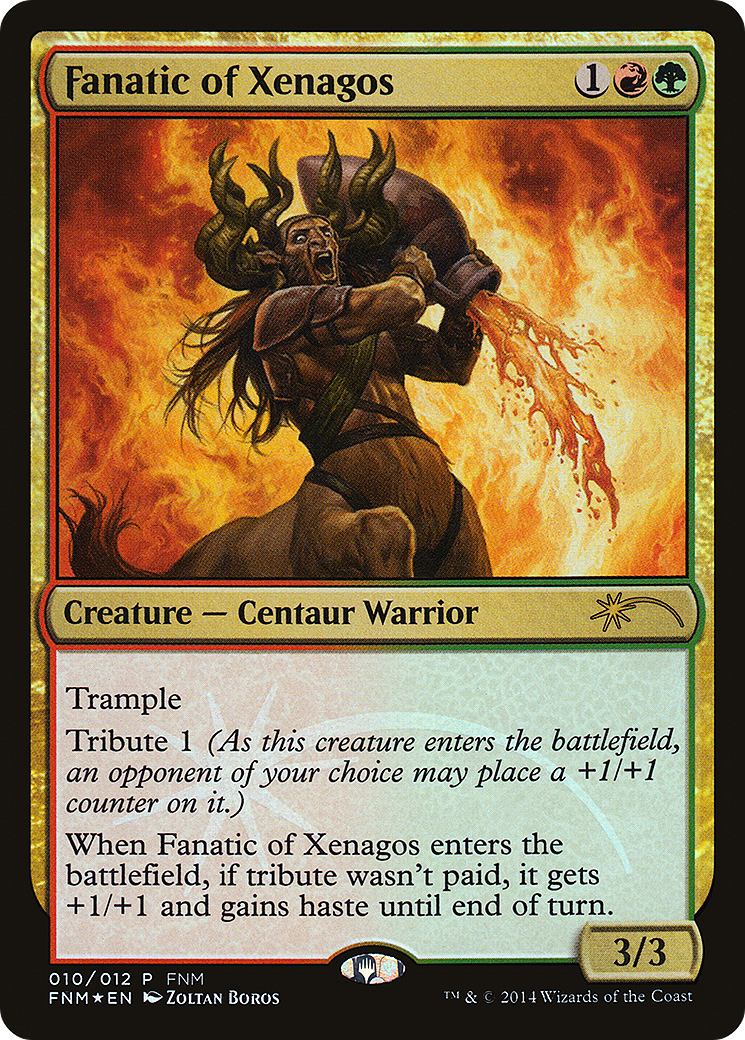 Fanatic of Xenagos 1
Creature — Centaur Warrior
Trample
Tribute 1 (As this creature enters the battlefield,
an opponent of your choice may place a +1/+1
counter on it.)
When Fanatic of Xenagos enters the
battlefield, if tribute wasn't paid, it gets
+1/+1 and gains haste until end of turn.
3/3
010/012 P FNM
FNM★EN Zoltan Boros
™ & © 2014 Wizards of the Coast